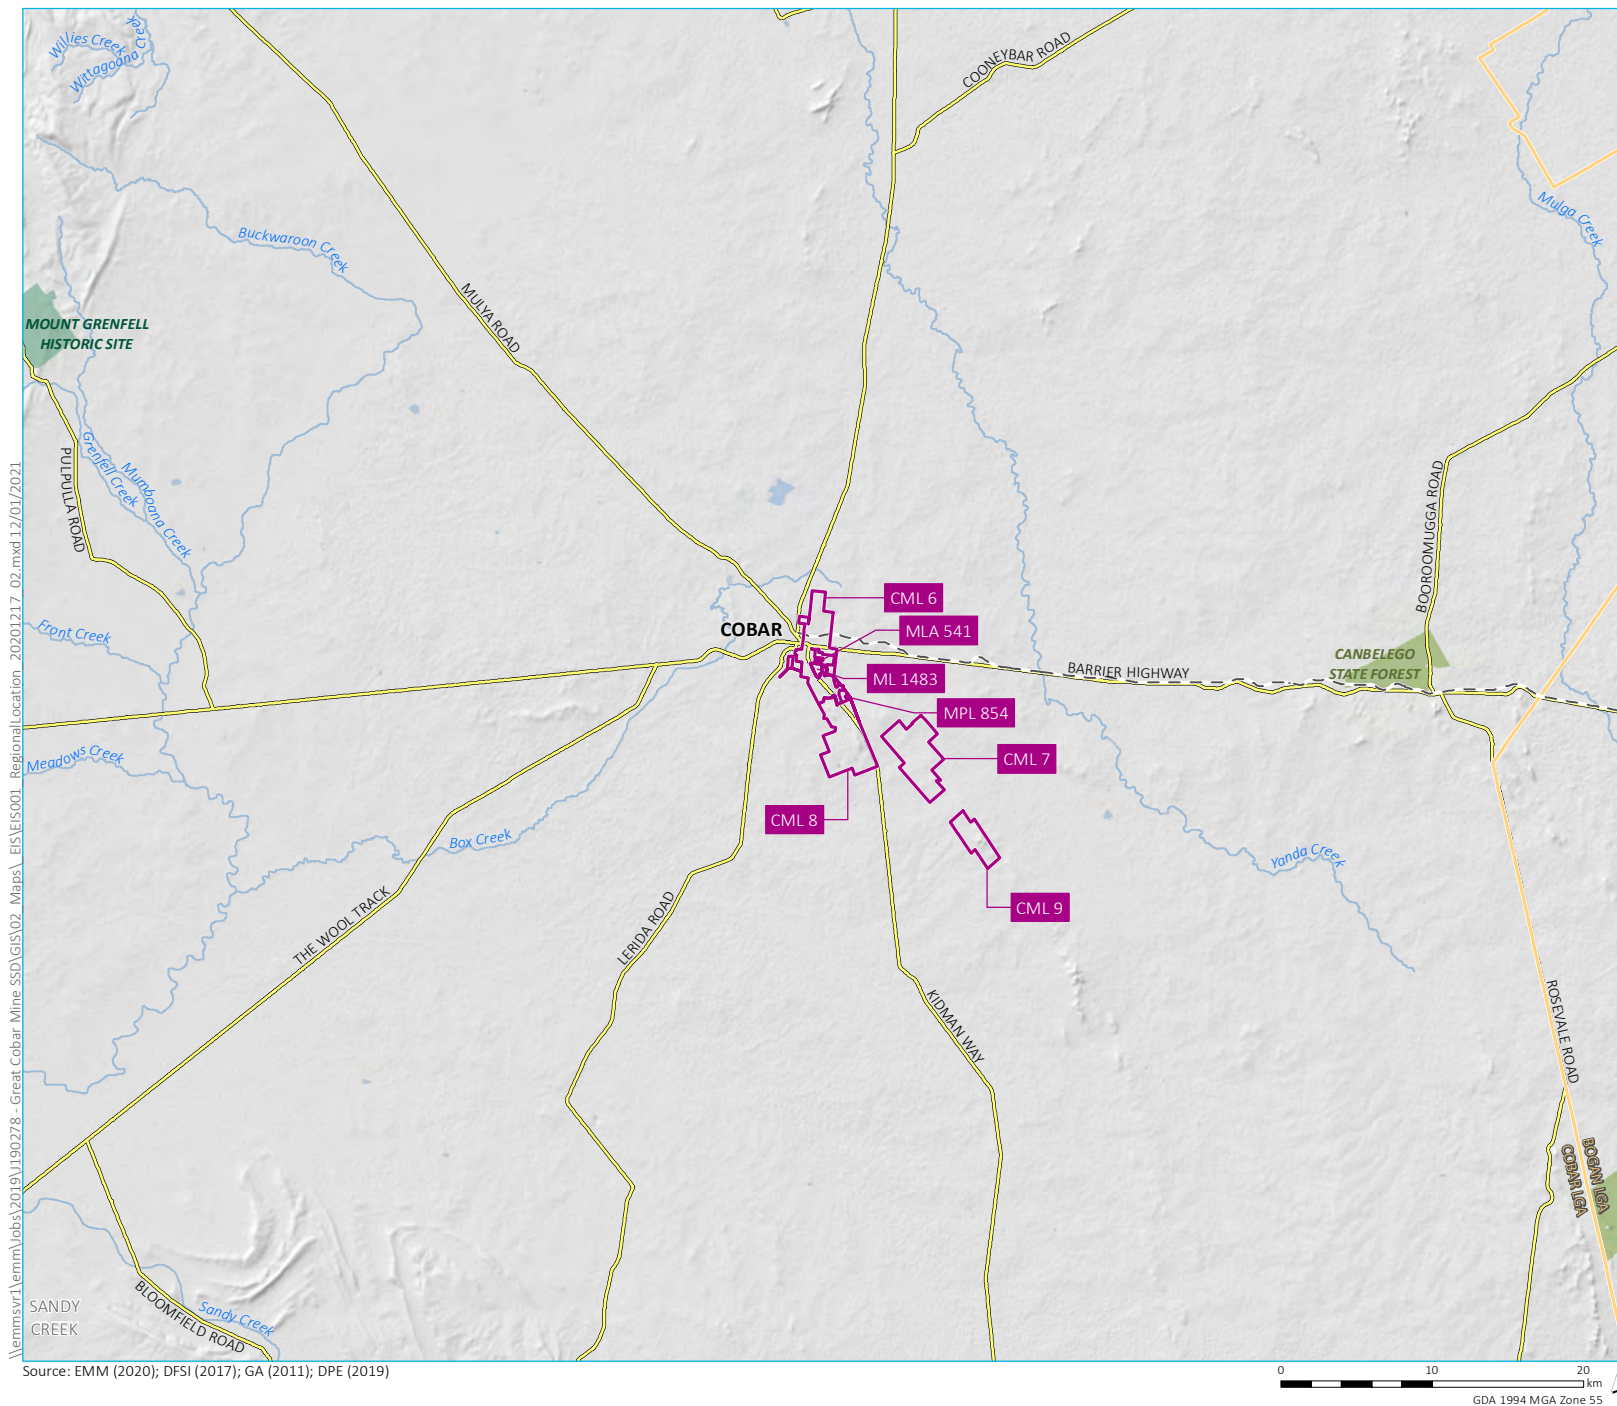 Willies Creek
Wittagoona Creek
COONEYBAR ROAD
Mulga Creek
Buckwaroon Creek
MULYA ROAD
MOUNT GRENFELL
HISTORIC SITE
PULPULLA ROAD
Grenfell Creek
Mumboana Creek
BOOROOMUGGA ROAD
CML 6
COBAR
MLA 541
Front Creek
CANBELEGO
STATE FOREST
BARRIER HIGHWAY
ML 1483
MPL 854
Meadows Creek
CML 7
CML 8
Box Creek
Yanda Creek
CML 9
THE WOOL TRACK
LERIDA ROAD
KIDMAN WAY
ROSEVALE ROAD
BOGAN LGA
COBAR LGA
SANDY
CREEK
BLOOMFIELD ROAD
Sandy Creek
\\emmsvr1\emm\Jobs\2019\J190278 - Great Cobar Mine SSD\GIS\02_Maps\_EIS\EIS001_RegionalLocation_20201217_02.mxd 12/01/2021
Source: EMM (2020); DFSI (2017); GA (2011); DPE (2019)
0 10 20
km
GDA 1994 MGA Zone 55